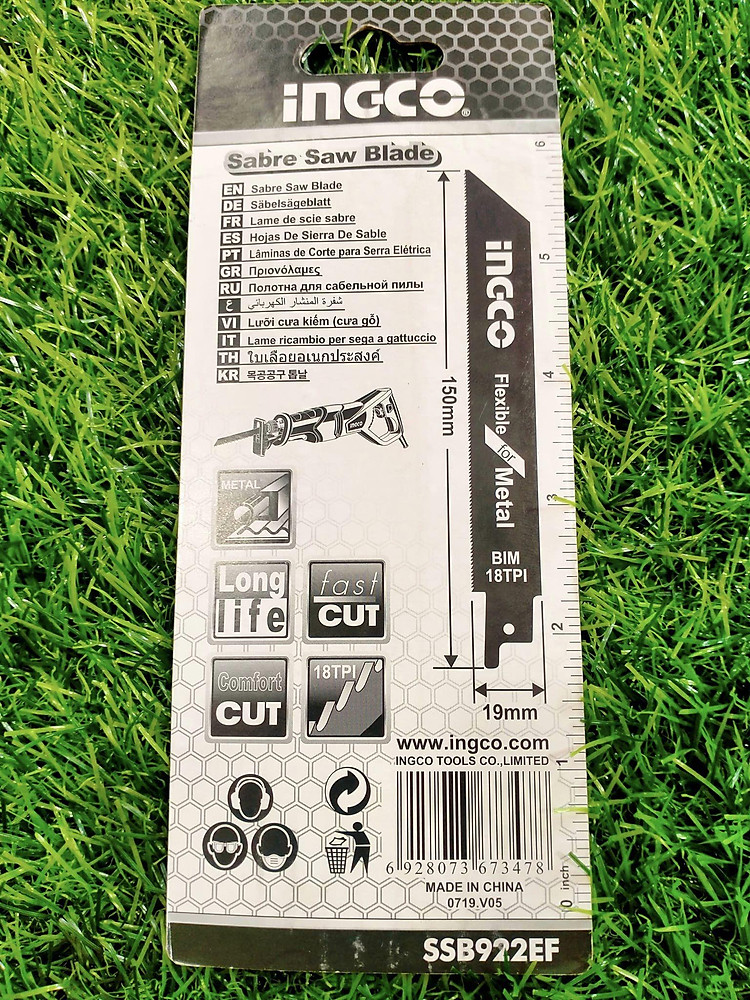 INGCO®
Sabre Saw Blade
EN Sabre Saw Blade
DE Säbelsägeblatt
FR Lame de scie sabre
ES Hojas De Sierra De Sable
PT Lâminas de Corte para Serra Elétrica
GR Πριονόλαμες
RU Полотна для сабельной пилы
ع شفرة المنشار الكهربائي
VI Lưỡi cưa kiếm (cưa gỗ)
IT Lame ricambio per sega a gattuccio
TH ใบเลื่อยอเนกประสงค์
KR 목공공구 톱날
INGCO
METAL
Long
life
fast
CUT
Comfort
CUT
18TPI
150mm
INGCO
Flexible for Metal
BIM
18TPI
19mm
6
5
4
3
2
1
0 inch
www.ingco.com
INGCO TOOLS CO.,LIMITED
6 928073 673478
MADE IN CHINA
0719.V05
SSB922EF